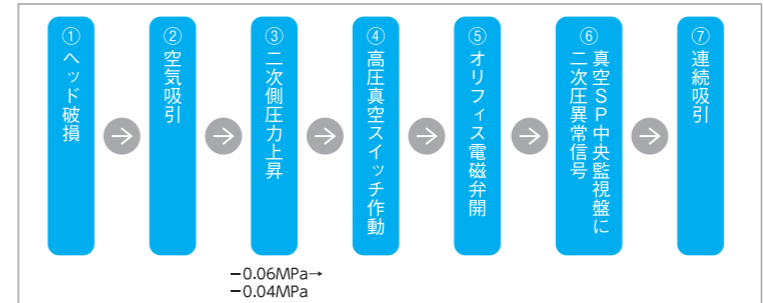 ①ヘッド破損
②空気吸引
③二次側圧力上昇
−0.06MPa→
−0.04MPa
④高圧真空スイッチ作動
⑤オリフィス電磁弁開
⑥真空SP中央監視盤に
二次圧異常信号
⑦連続吸引